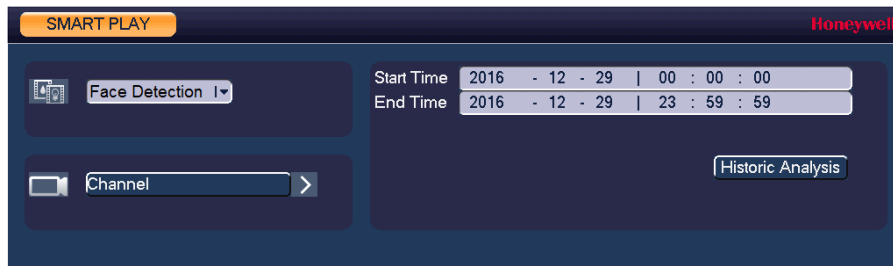 SMART PLAY
Honeywell
Face Detection I
Start Time 2016 - 12 - 29 | 00 : 00 : 00
End Time 2016 - 12 - 29 | 23 : 59 : 59
Channel >
Historic Analysis